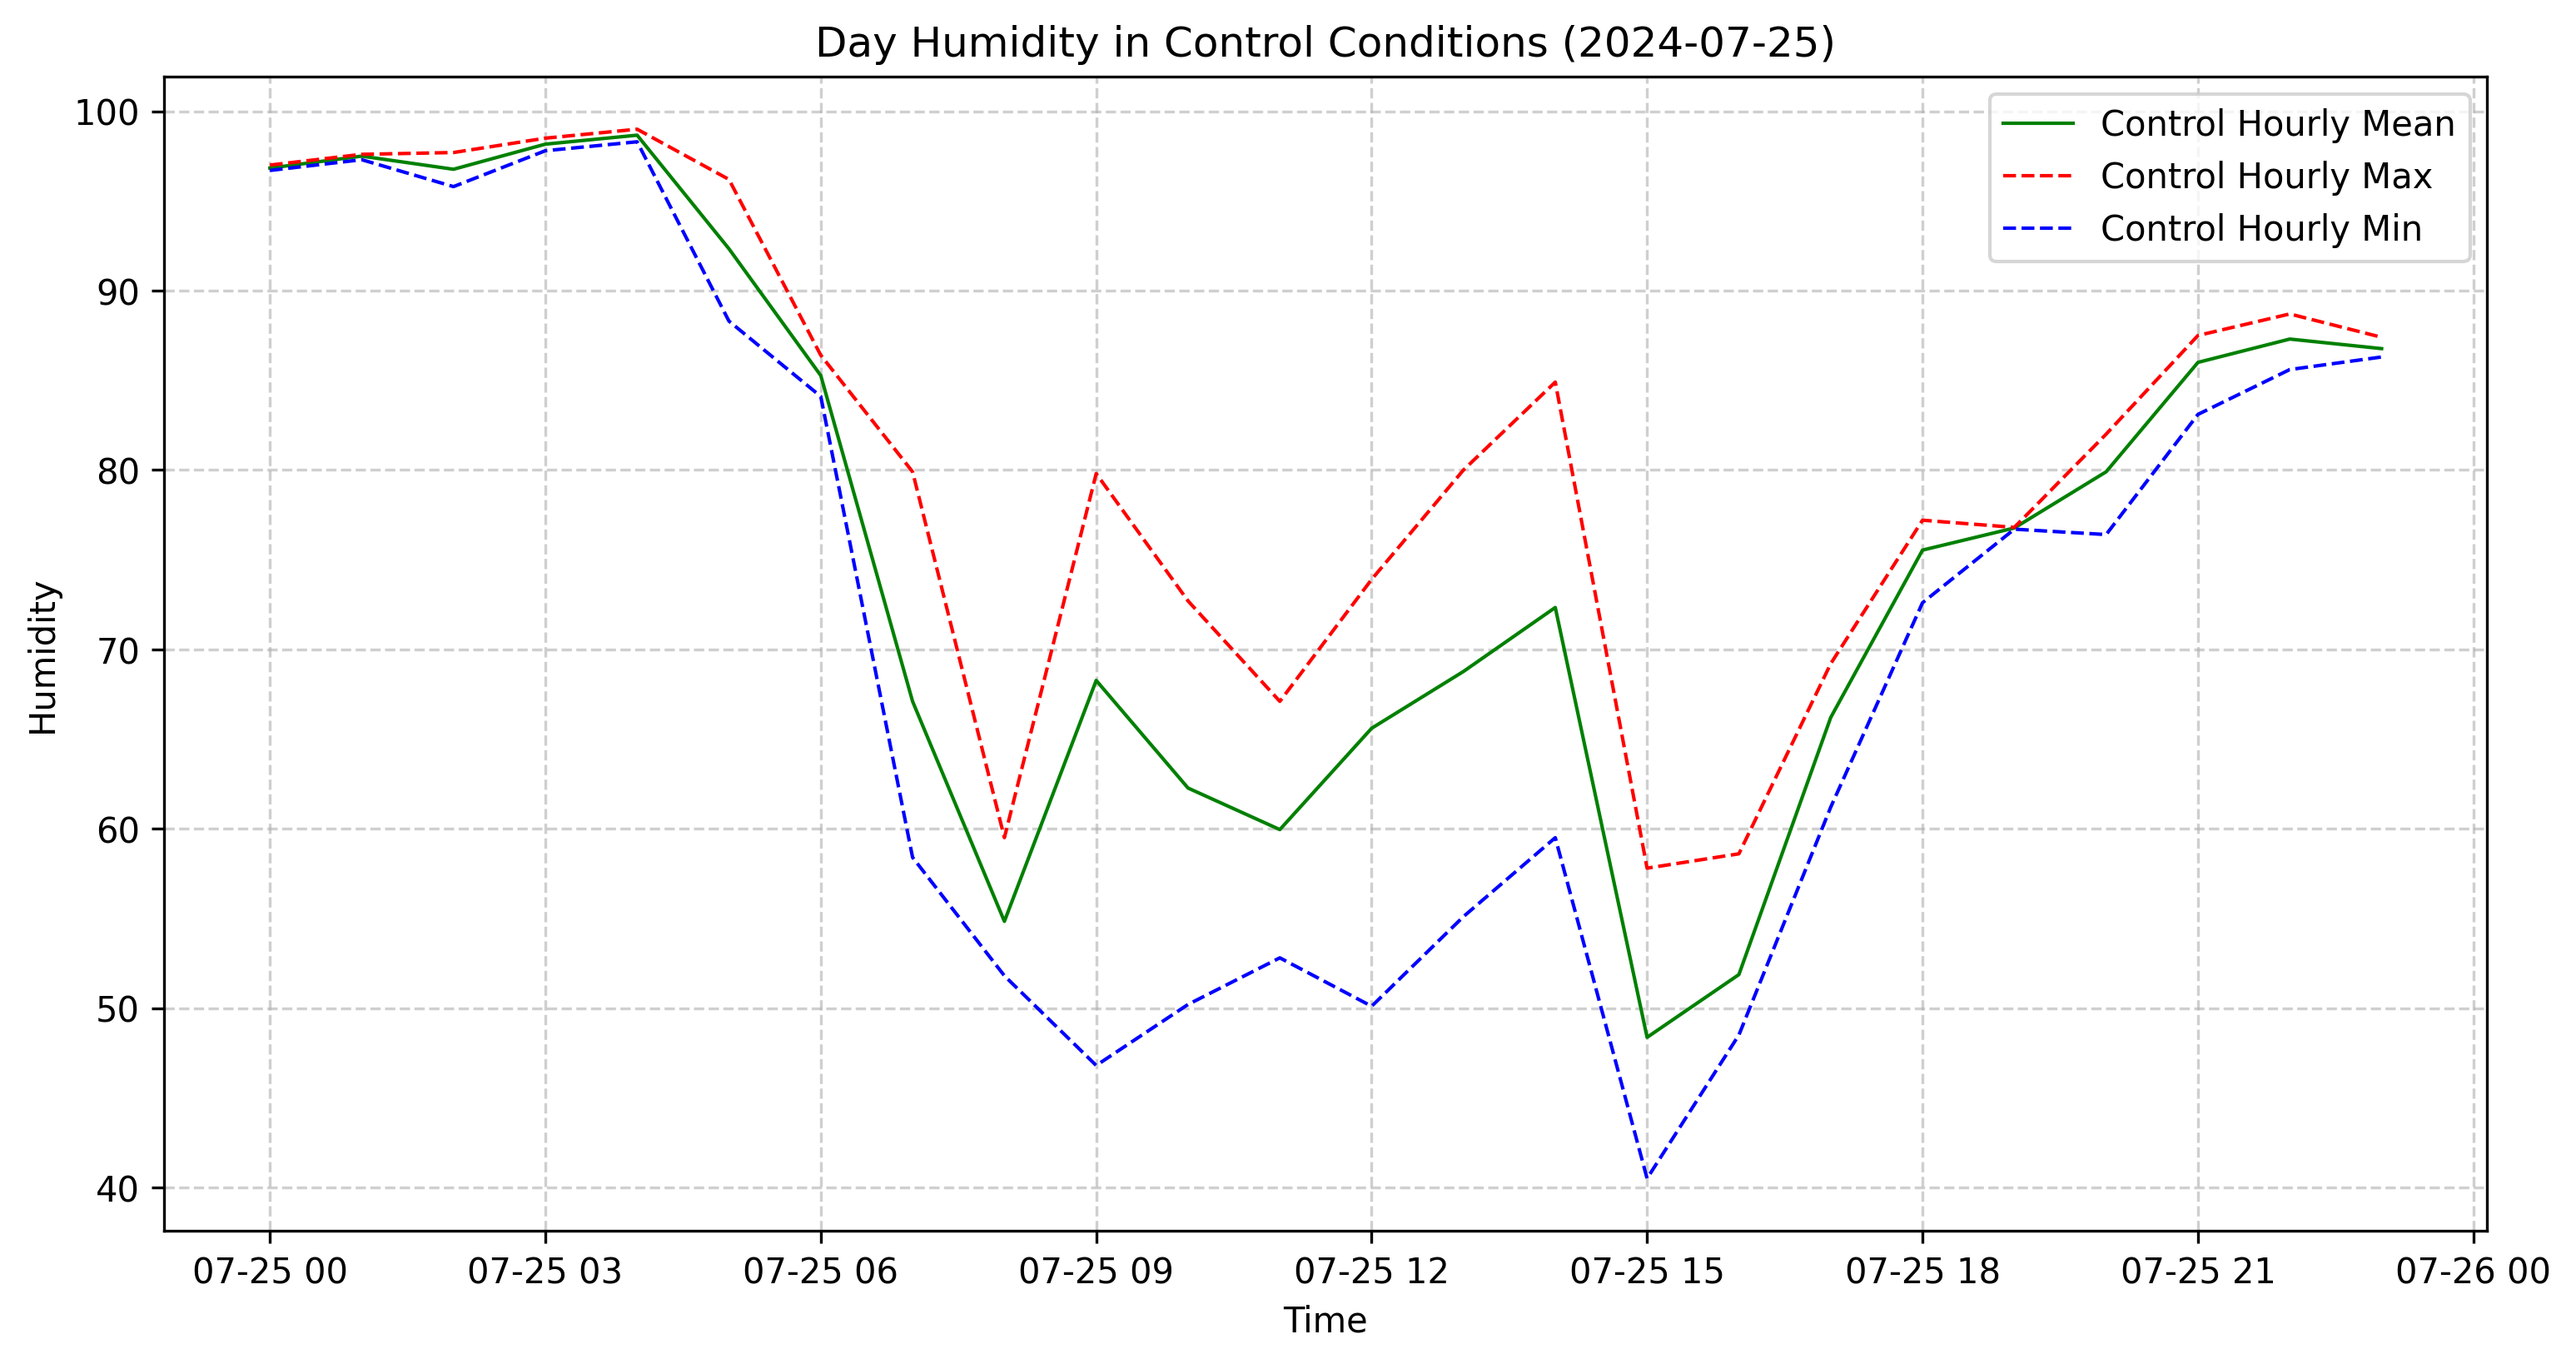 Day Humidity in Control Conditions (2024-07-25)
Control Hourly Mean
Control Hourly Max
Control Hourly Min
Humidity
100
90
80
70
60
50
40
07-25 00
07-25 03
07-25 06
07-25 09
07-25 12
07-25 15
07-25 18
07-25 21
07-26 00
Time